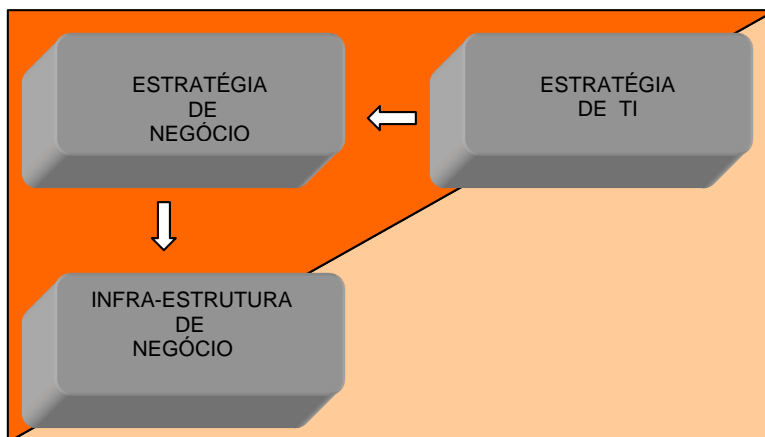 ESTRATÉGIA
DE
NEGÓCIO
ESTRATÉGIA
DE TI
INFRA-ESTRUTURA
DE
NEGÓCIO